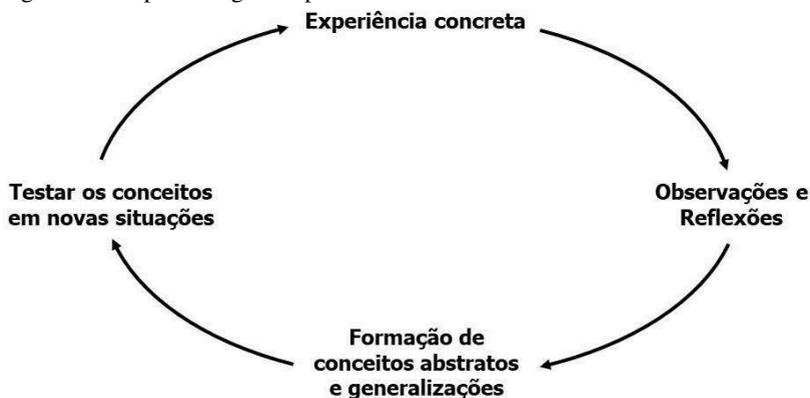 Experiência concreta
Observações e
Reflexões
Formação de
conceitos abstratos
e generalizações
Testar os conceitos
em novas situações